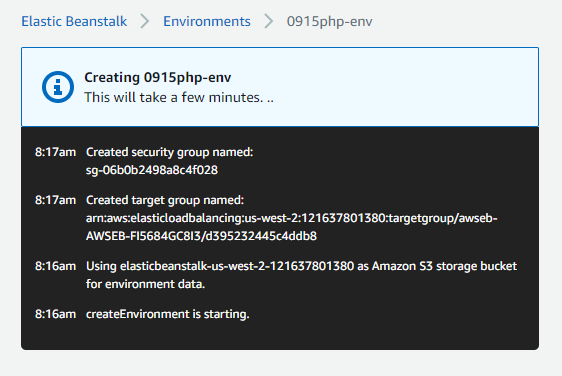 Elastic Beanstalk > Environments > 0915php-env
Creating 0915php-env
This will take a few minutes. ..
8:17am Created security group named:
sg-06b0b2498a8c4f028
8:17am Created target group named:
arn:aws:elasticloadbalancing:us-west-2:121637801380:targetgroup/awseb-
AWSEB-FI5684GC8I3/d395232445c4ddb8
8:16am Using elasticbeanstalk-us-west-2-121637801380 as Amazon S3 storage bucket
for environment data.
8:16am createEnvironment is starting.